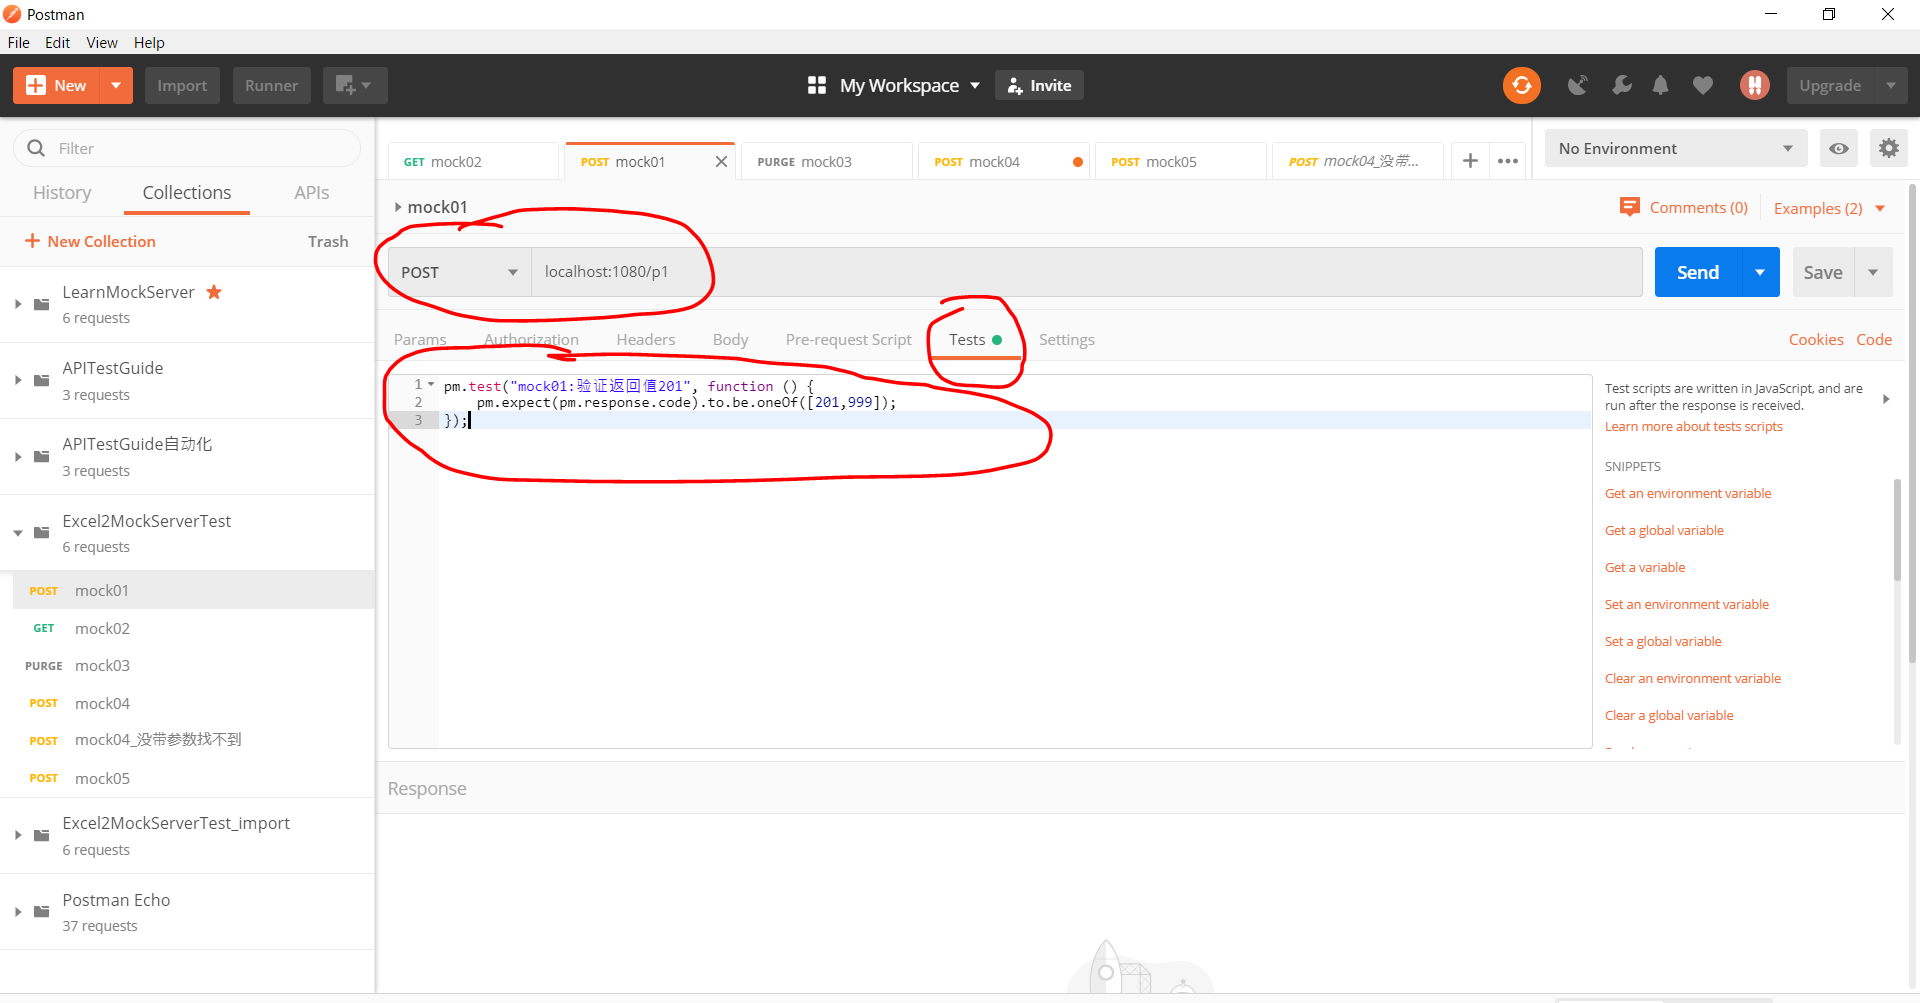 Postman
File Edit View Help
New Import Runner My Workspace Invite Upgrade
Filter
History Collections APIs
New Collection Trash
LearnMockServer
6 requests
APITestGuide
3 requests
APITestGuide自动化
3 requests
Excel2MockServerTest
6 requests
POST mock01
GET mock02
PURGE mock03
POST mock04
POST mock04_没带参数找不到
POST mock05
Excel2MockServerTest_import
6 requests
Postman Echo
37 requests
GET mock02 POST mock01 PURGE mock03 POST mock04 POST mock05 POST mock04_没带...
No Environment
mock01
Comments (0) Examples (2)
POST localhost:1080/p1
Send Save
Params Authorization Headers Body Pre-request Script Tests Settings Cookies Code
1 pm.test("mock01:验证返回值201", function () {
2 pm.expect(pm.response.code).to.be.oneOf([201,999]);
3 });
Test scripts are written in JavaScript, and are
run after the response is received.
Learn more about tests scripts
SNIPPETS
Get an environment variable
Get a global variable
Get a variable
Set an environment variable
Set a global variable
Clear an environment variable
Clear a global variable
Response